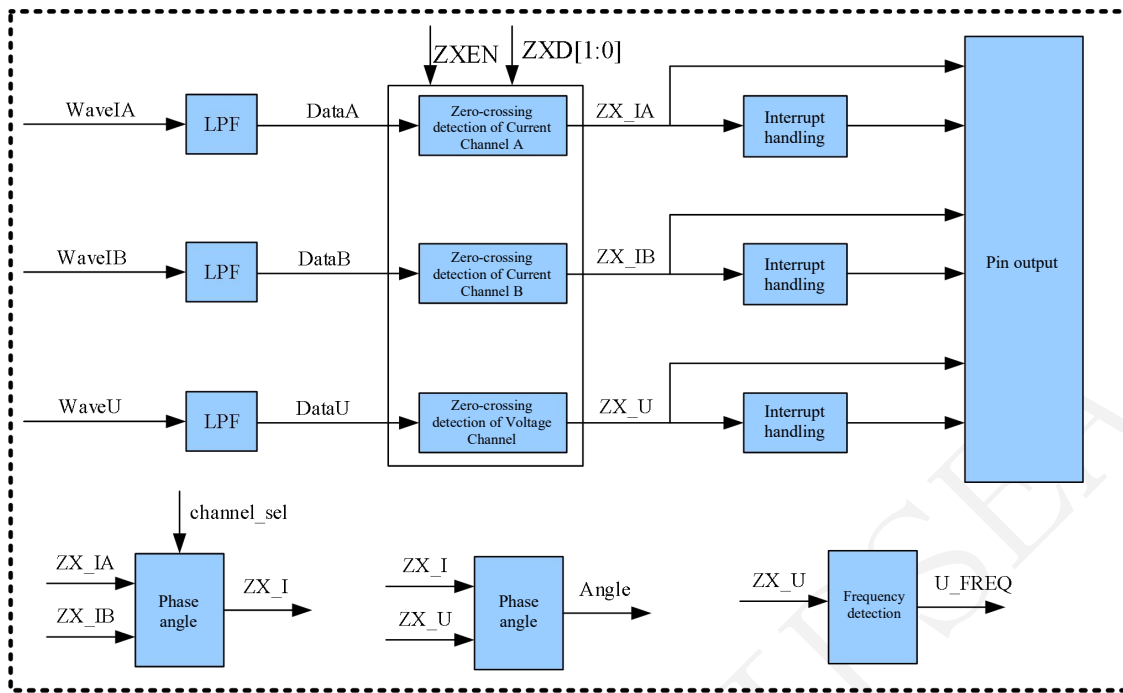 ZXEN
ZXD[1:0]
WaveIA
LPF
DataA
Zero-crossing
detection of Current
Channel A
ZX_IA
Interrupt
handling
WaveIB
LPF
DataB
Zero-crossing
detection of Current
Channel B
ZX_IB
Interrupt
handling
Pin output
WaveU
LPF
DataU
Zero-crossing
detection of Voltage
Channel
ZX_U
Interrupt
handling
channel_sel
ZX_IA
ZX_IB
Phase
angle
ZX_I
ZX_I
ZX_U
Phase
angle
Angle
ZX_U
Frequency
detection
U_FREQ